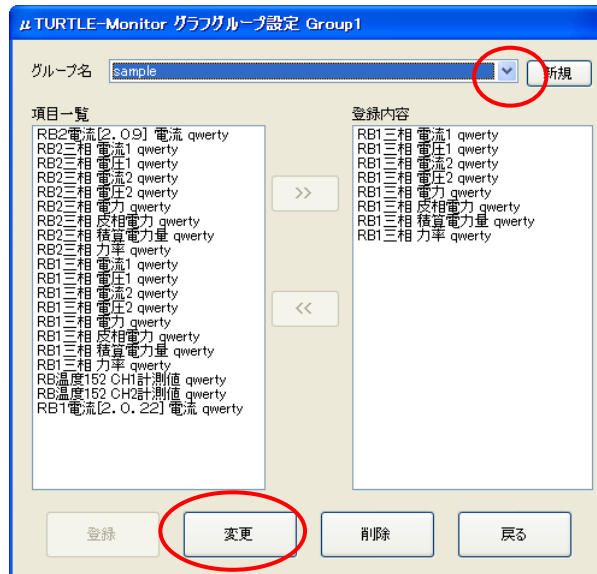 μTURTLE-Monitor グラフグループ設定 Group1
グループ名 sample 新規
項目一覧
RB2電流[2.0.9] 電流 qwerty
RB2三相 電流1 qwerty
RB2三相 電圧1 qwerty
RB2三相 電流2 qwerty
RB2三相 電圧2 qwerty
RB2三相 電力 qwerty
RB2三相 皮相電力 qwerty
RB2三相 積算電力量 qwerty
RB2三相 力率 qwerty
RB1三相 電流1 qwerty
RB1三相 電圧1 qwerty
RB1三相 電流2 qwerty
RB1三相 電圧2 qwerty
RB1三相 電力 qwerty
RB1三相 皮相電力 qwerty
RB1三相 積算電力量 qwerty
RB1三相 力率 qwerty
RB温度152 CH1計測値 qwerty
RB温度152 CH2計測値 qwerty
RB1電流[2.0.22] 電流 qwerty
>>
<<
登録内容
RB1三相 電流1 qwerty
RB1三相 電圧1 qwerty
RB1三相 電流2 qwerty
RB1三相 電圧2 qwerty
RB1三相 電力 qwerty
RB1三相 皮相電力 qwerty
RB1三相 積算電力量 qwerty
RB1三相 力率 qwerty
登録 変更 削除 戻る